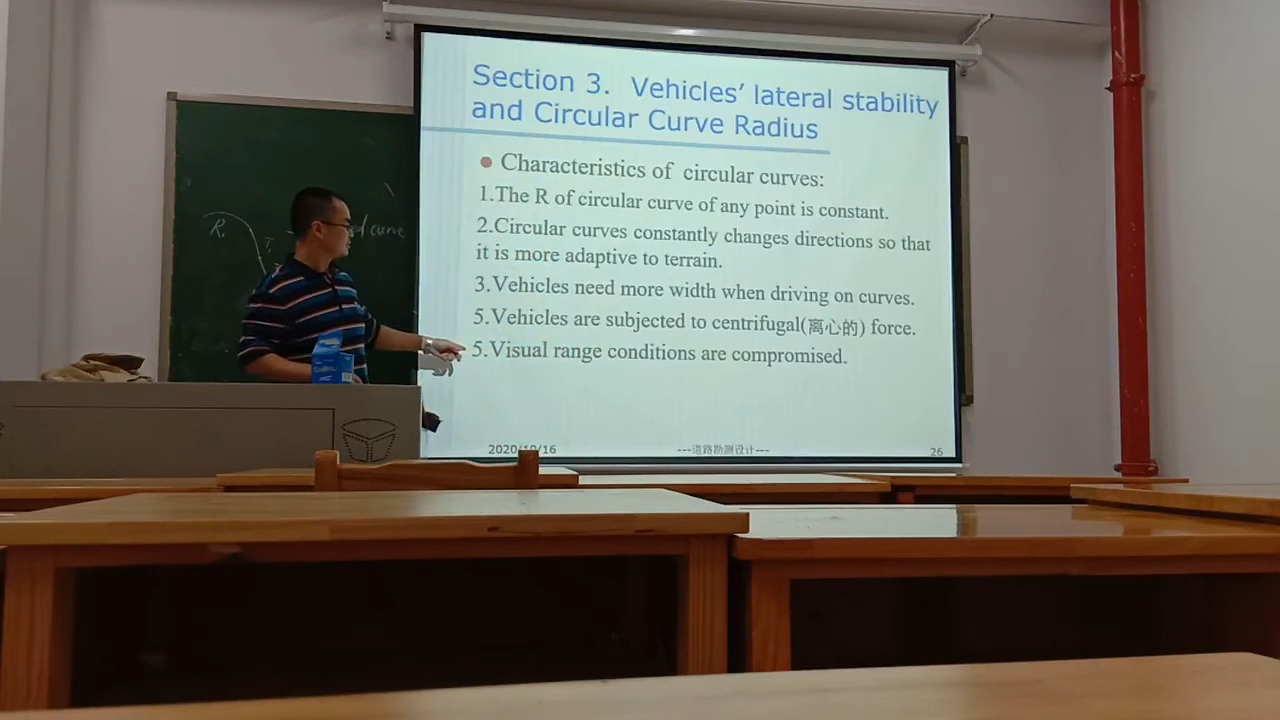 Section 3. Vehicles' lateral stability
and Circular Curve Radius
Characteristics of circular curves:
1.The R of circular curve of any point is constant.
2.Circular curves constantly changes directions so that
it is more adaptive to terrain.
3.Vehicles need more width when driving on curves.
5.Vehicles are subjected to centrifugal(离心的) force.
5.Visual range conditions are compromised.
2020/10/16
---道路勘测设计---
26
R
curve